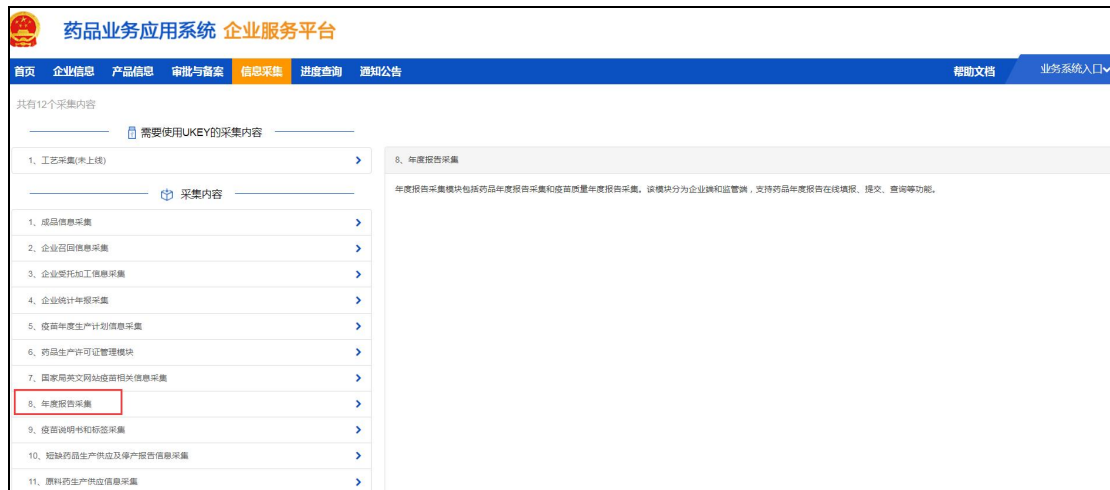 药品业务应用系统 企业服务平台
首页 企业信息 产品信息 审批与备案 信息采集 进度查询 通知公告 帮助文档 业务系统入口
共有12个采集内容
需要使用UKEY的采集内容
1、工艺采集(未上线)
采集内容
1、成品信息采集
2、企业召回信息采集
3、企业受托加工信息采集
4、企业统计年报采集
5、疫苗年度生产计划信息采集
6、药品生产许可证管理模块
7、国家局英文网站疫苗相关信息采集
8、年度报告采集
9、疫苗说明书和标签采集
10、短缺药品生产供应及停产报告信息采集
11、原料药生产供应信息采集
8、年度报告采集
年度报告采集模块包括药品年度报告采集和疫苗质量年度报告采集。该模块分为企业端和监管端，支持药品年度报告在线填报、提交、查询等功能。